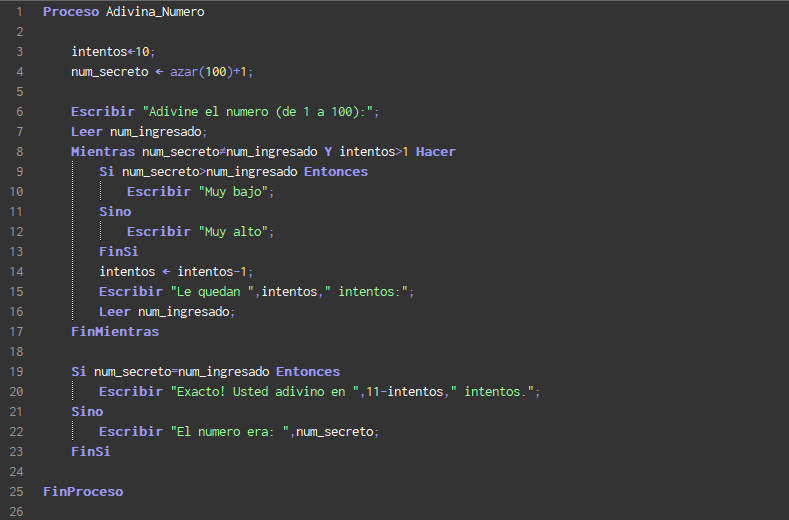 1 Proceso Adivina_Numero
2
3 intentos←10;
4 num_secreto ← azar(100)+1;
5
6 Escribir "Adivine el numero (de 1 a 100):";
7 Leer num_ingresado;
8 Mientras num_secreto≠num_ingresado Y intentos>1 Hacer
9 Si num_secreto>num_ingresado Entonces
10 Escribir "Muy bajo";
11 Sino
12 Escribir "Muy alto";
13 FinSi
14 intentos ← intentos-1;
15 Escribir "Le quedan ",intentos," intentos:";
16 Leer num_ingresado;
17 FinMientras
18
19 Si num_secreto=num_ingresado Entonces
20 Escribir "Exacto! Usted adivino en ",11-intentos," intentos.";
21 Sino
22 Escribir "El numero era: ",num_secreto;
23 FinSi
24
25 FinProceso
26